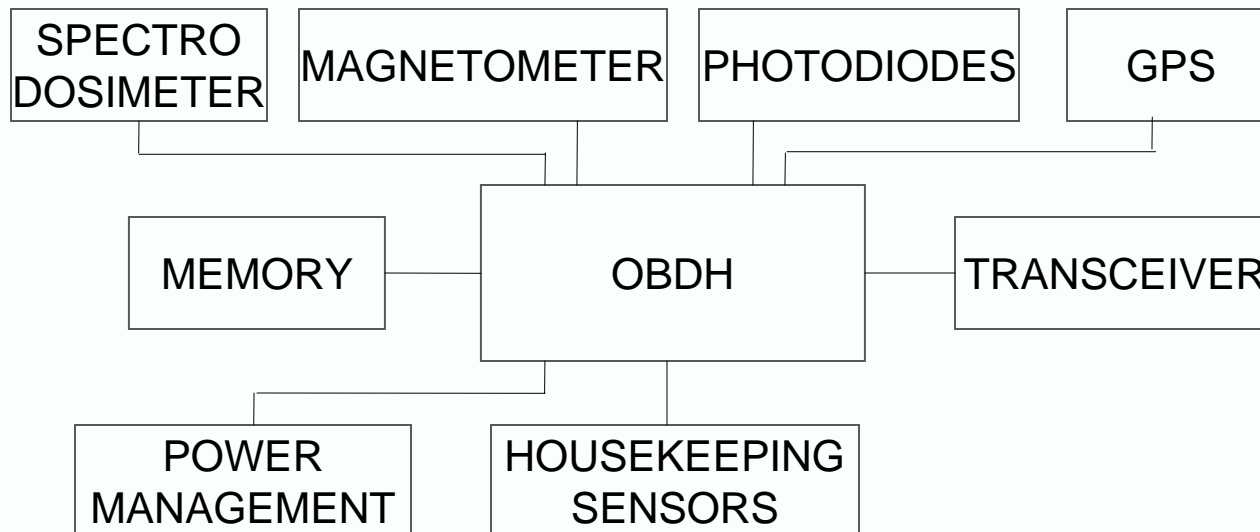 SPECTRO
DOSIMETER
MAGNETOMETER
PHOTODIODES
GPS
MEMORY
OBDH
TRANSCEIVER
POWER
MANAGEMENT
HOUSEKEEPING
SENSORS